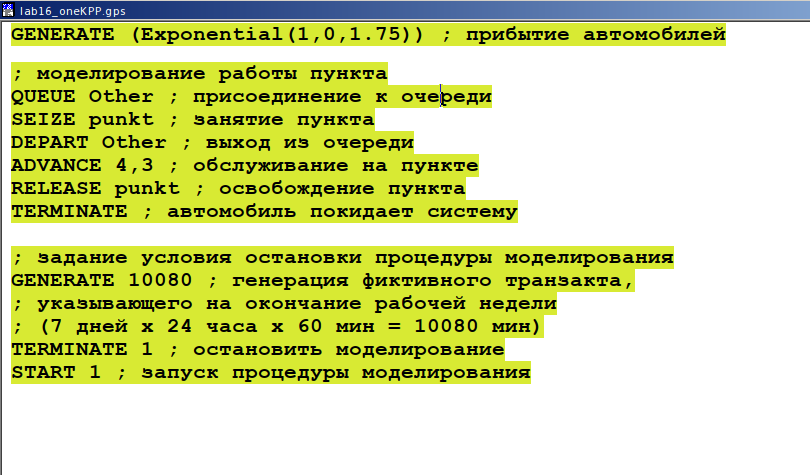 lab16_oneKPP.gps
GENERATE (Exponential(1,0,1.75)) ; прибытие автомобилей
; моделирование работы пункта
QUEUE Other ; присоединение к очереди
SEIZE punkt ; занятие пункта
DEPART Other ; выход из очереди
ADVANCE 4,3 ; обслуживание на пункте
RELEASE punkt ; освобождение пункта
TERMINATE ; автомобиль покидает систему
; задание условия остановки процедуры моделирования
GENERATE 10080 ; генерация фиктивного транзакта,
; указывающего на окончание рабочей недели
; (7 дней х 24 часа х 60 мин = 10080 мин)
TERMINATE 1 ; остановить моделирование
START 1 ; запуск процедуры моделирования